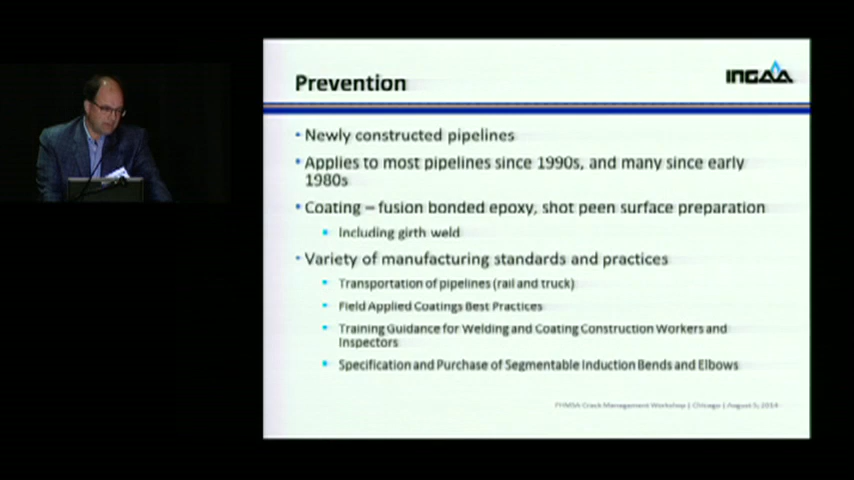 Prevention
INGAA
• Newly constructed pipelines
• Applies to most pipelines since 1990s, and many since early
1980s
• Coating – fusion bonded epoxy, shot peen surface preparation
• Including girth weld
• Variety of manufacturing standards and practices
• Transportation of pipelines (rail and truck)
• Field Applied Coatings Best Practices
• Training Guidance for Welding and Coating Construction Workers and
Inspectors
• Specification and Purchase of Segmentable Induction Bends and Elbows
PHMSA Crack Management Workshop | Chicago | August 5, 2014